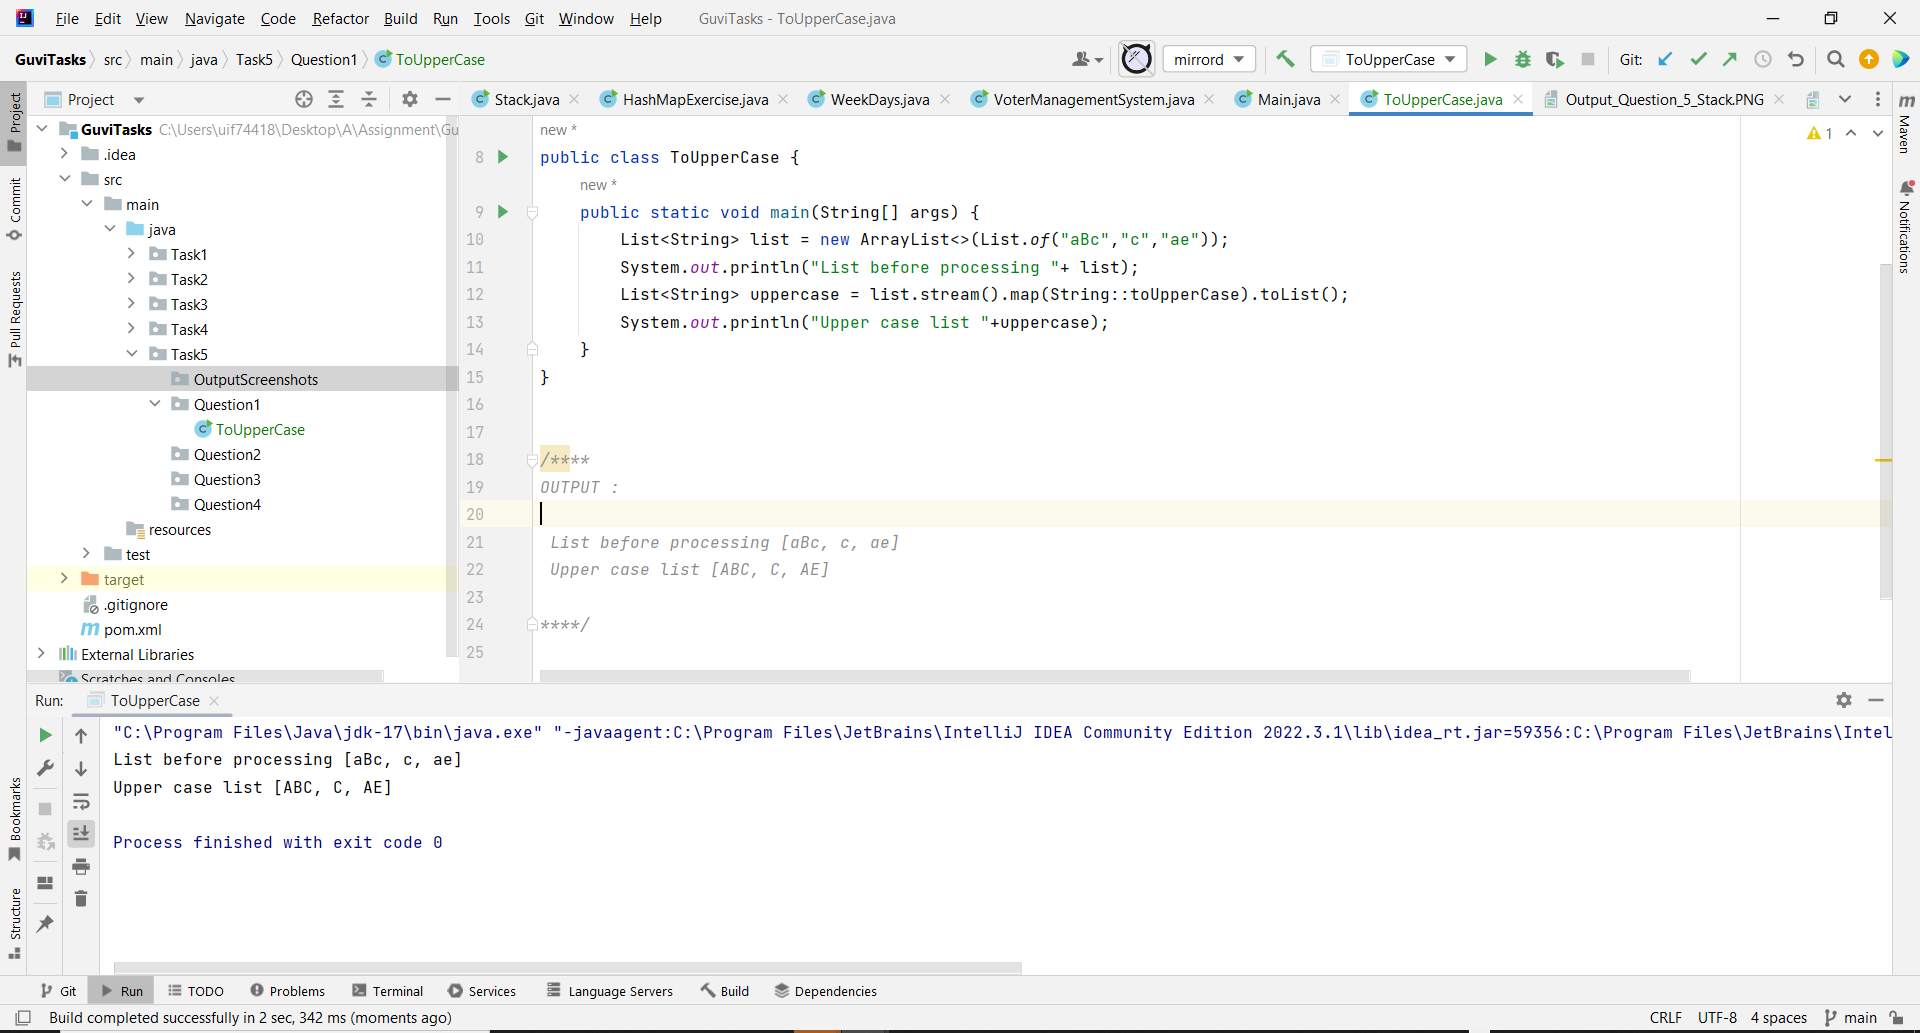 File Edit View Navigate Code Refactor Build Run Tools Git Window Help GuviTasks - ToUpperCase.java
GuviTasks src main java Task5 Question1 ToUpperCase mirrord ToUpperCase Git:
Project
Stack.java HashMapExercise.java WeekDays.java VoterManagementSystem.java Main.java ToUpperCase.java Output_Question_5_Stack.PNG
Project
Commit
Pull Requests
Bookmarks
Structure
GuviTasks C:\Users\uif74418\Desktop\A\Assignment\Gu
.idea
src
main
java
Task1
Task2
Task3
Task4
Task5
OutputScreenshots
Question1
ToUpperCase
Question2
Question3
Question4
resources
test
target
.gitignore
pom.xml
External Libraries
Scratches and Consoles
new *
8 public class ToUpperCase {
new *
9 public static void main(String[] args) {
10 List<String> list = new ArrayList<>(List.of("aBc","c","ae"));
11 System.out.println("List before processing "+ list);
12 List<String> uppercase = list.stream().map(String::toUpperCase).toList();
13 System.out.println("Upper case list "+uppercase);
14 }
15 }
16
17
18 /****
19 OUTPUT :
20
21 List before processing [aBc, c, ae]
22 Upper case list [ABC, C, AE]
23
24 ****/
25
1
m
Maven
Notifications
Run: ToUpperCase
"C:\Program Files\Java\jdk-17\bin\java.exe" "-javaagent:C:\Program Files\JetBrains\IntelliJ IDEA Community Edition 2022.3.1\lib\idea_rt.jar=59356:C:\Program Files\JetBrains\Intel
List before processing [aBc, c, ae]
Upper case list [ABC, C, AE]
Process finished with exit code 0
Git Run TODO Problems Terminal Services Language Servers Build Dependencies
Build completed successfully in 2 sec, 342 ms (moments ago) CRLF UTF-8 4 spaces main